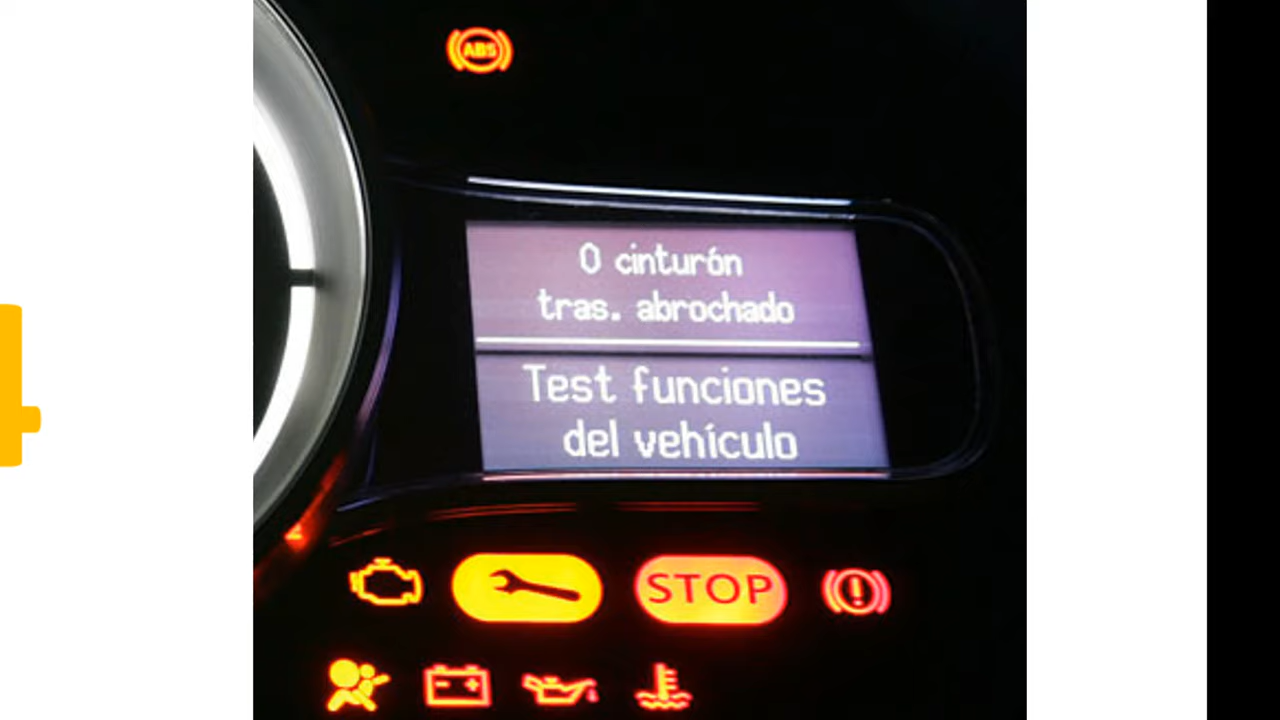 ABS
0 cinturón
tras. abrochado
Test funciones
del vehículo
STOP